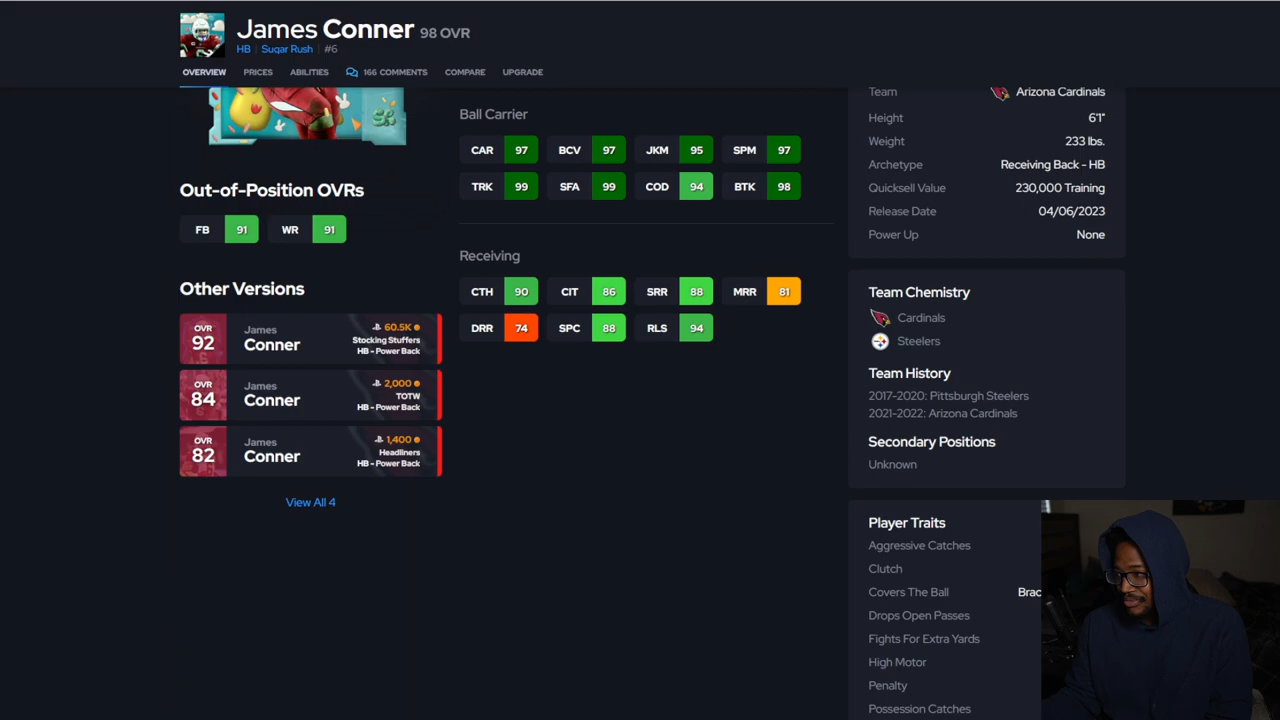 James Conner 98 OVR
HB | Sugar Rush | #6
OVERVIEW PRICES ABILITIES 166 COMMENTS COMPARE UPGRADE
Out-of-Position OVRs
FB 91 WR 91
Other Versions
OVR 92 James Conner 60.5K Stocking Stuffers HB - Power Back
OVR 84 James Conner 2,000 TOTW HB - Power Back
OVR 82 James Conner 1,400 Headliners HB - Power Back
View All 4
Ball Carrier
CAR 97 BCV 97 JKM 95 SPM 97
TRK 99 SFA 99 COD 94 BTK 98
Receiving
CTH 90 CIT 86 SRR 88 MRR 81
DRR 74 SPC 88 RLS 94
Team Arizona Cardinals
Height 6'1"
Weight 233 lbs.
Archetype Receiving Back - HB
Quicksell Value 230,000 Training
Release Date 04/06/2023
Power Up None
Team Chemistry
Cardinals
Steelers
Team History
2017-2020: Pittsburgh Steelers
2021-2022: Arizona Cardinals
Secondary Positions
Unknown
Player Traits
Aggressive Catches
Clutch
Covers The Ball Brac
Drops Open Passes
Fights For Extra Yards
High Motor
Penalty
Possession Catches